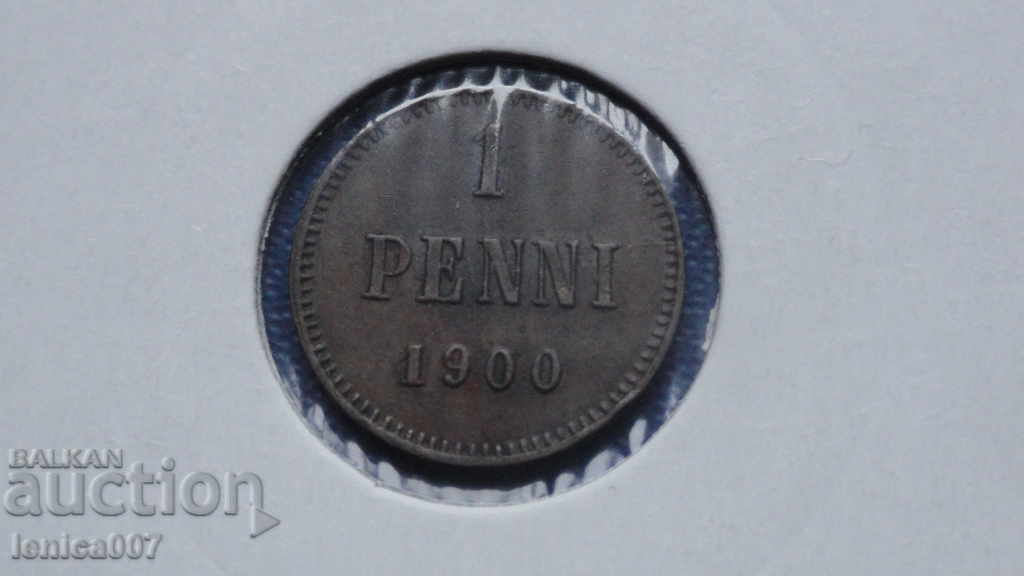 1
PENNI
1900
BALKAN
auction
lenica007